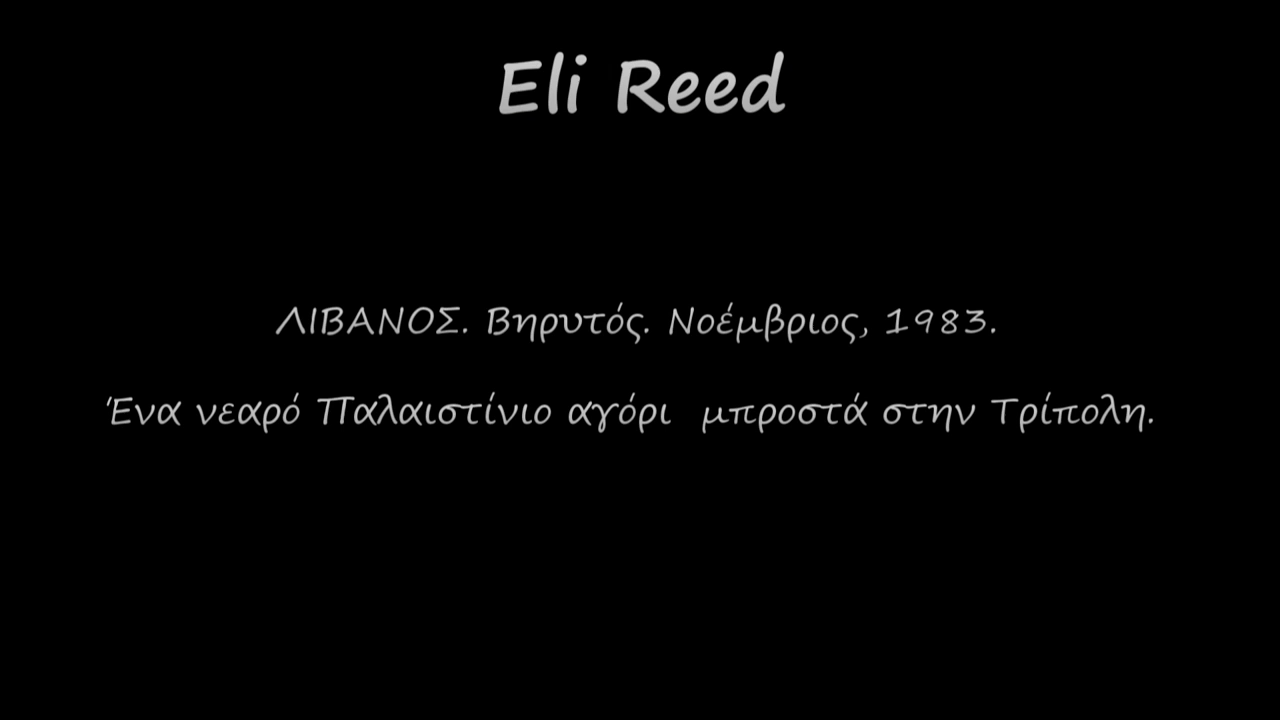 Eli Reed
ΛΙΒΑΝΟΣ. Βηρυτός. Νοέμβριος, 1983.
Ένα νεαρό Παλαιστίνιο αγόρι μπροστά στην Τρίπολη.